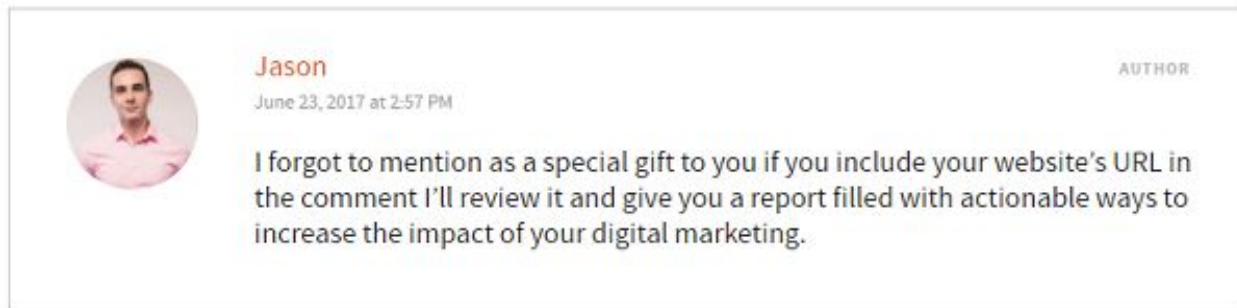 Jason
AUTHOR
June 23, 2017 at 2:57 PM
I forgot to mention as a special gift to you if you include your website’s URL in
the comment I’ll review it and give you a report filled with actionable ways to
increase the impact of your digital marketing.